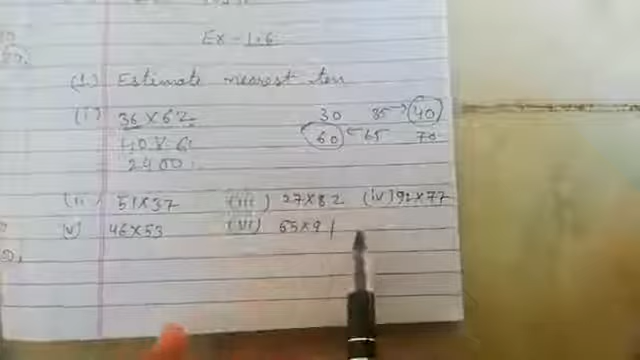 Ex - 1.6
(1.) Estimate nearest ten
(i) 36 × 62 30 35 → 40
40 × 6 60 ← 65 70
2400
(ii) 51×37 (iii) 27×82 (iv) 92×77
(v) 46×53 (vi) 65×91